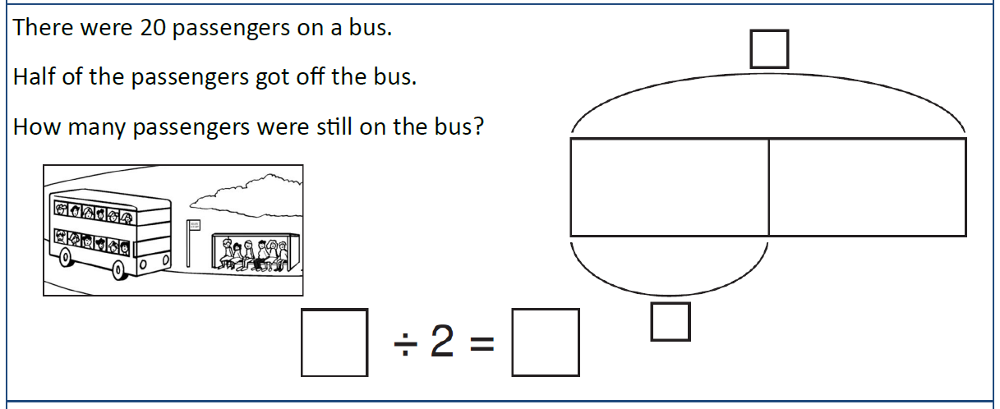 There were 20 passengers on a bus.
Half of the passengers got off the bus.
How many passengers were still on the bus?
÷ 2 =